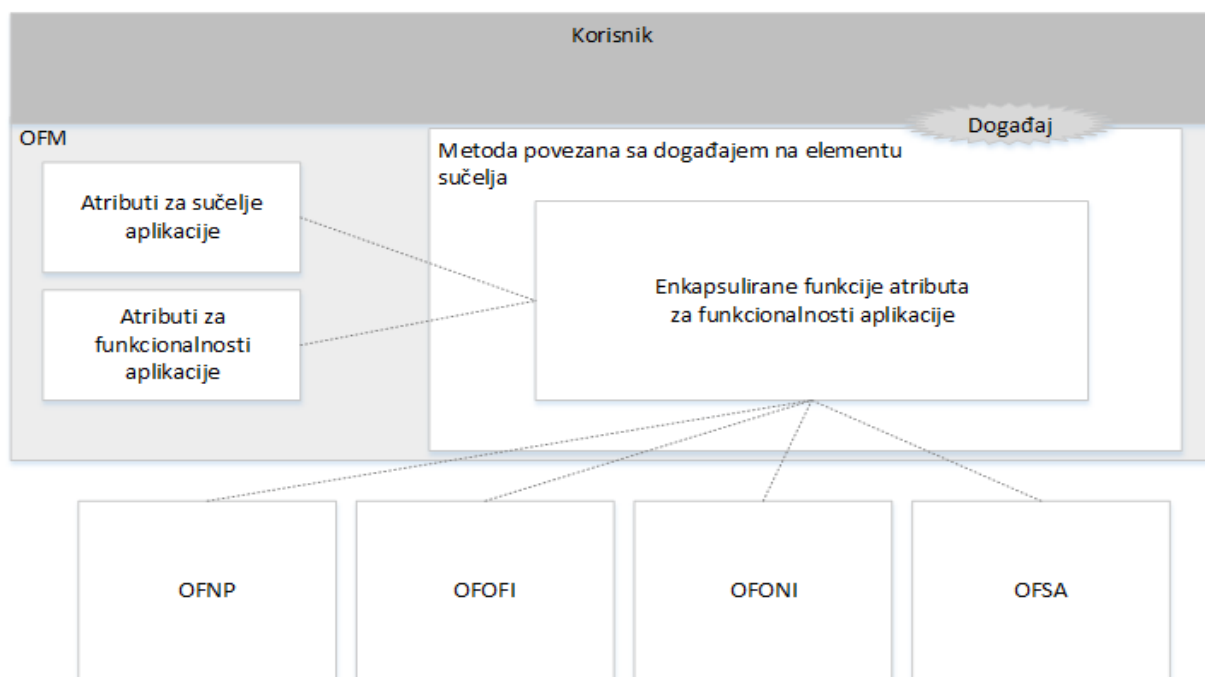 Korisnik
Događaj
OFM
Metoda povezana sa događajem na elementu
sučelja
Atributi za sučelje
aplikacije
Enkapsulirane funkcije atributa
za funkcionalnosti aplikacije
Atributi za
funkcionalnosti
aplikacije
OFNP
OFOFI
OFONI
OFSA